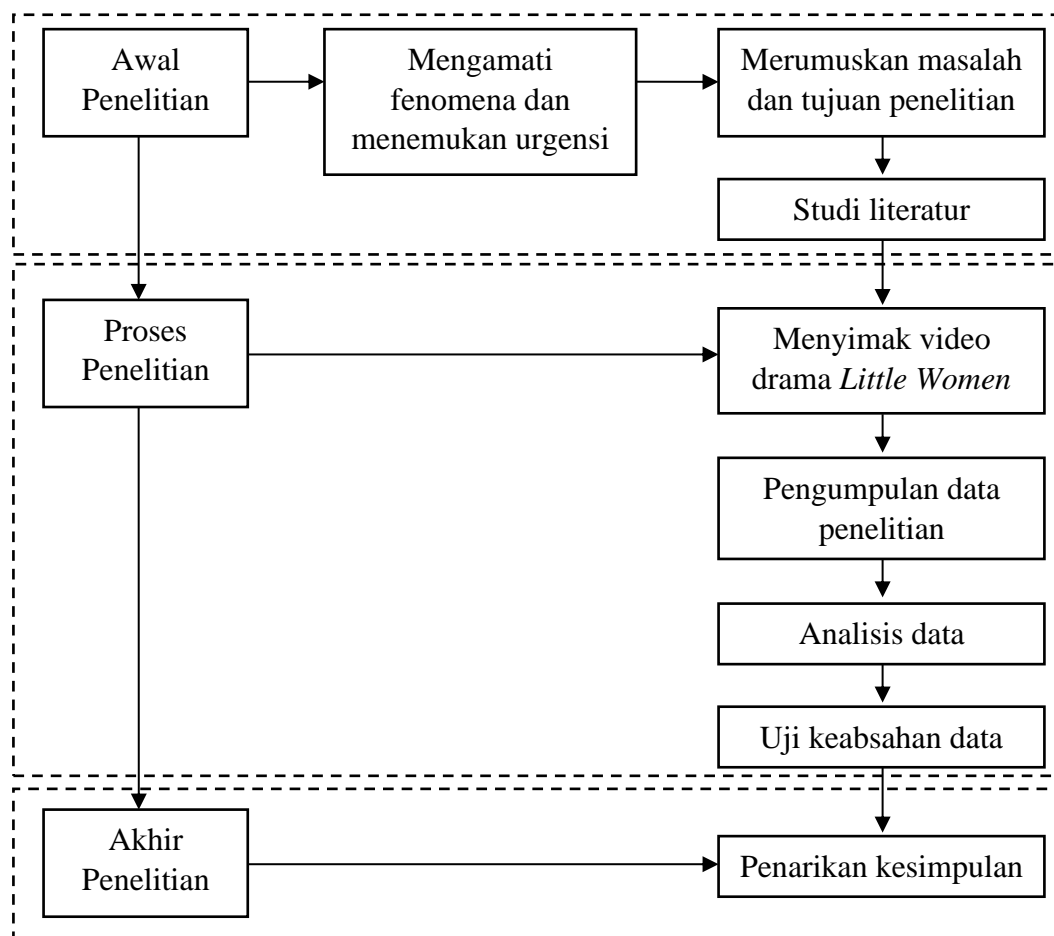 Awal
Penelitian
Mengamati
fenomena dan
menemukan urgensi
Merumuskan masalah
dan tujuan penelitian
Studi literatur
Proses
Penelitian
Menyimak video
drama Little Women
Pengumpulan data
penelitian
Analisis data
Uji keabsahan data
Akhir
Penelitian
Penarikan kesimpulan